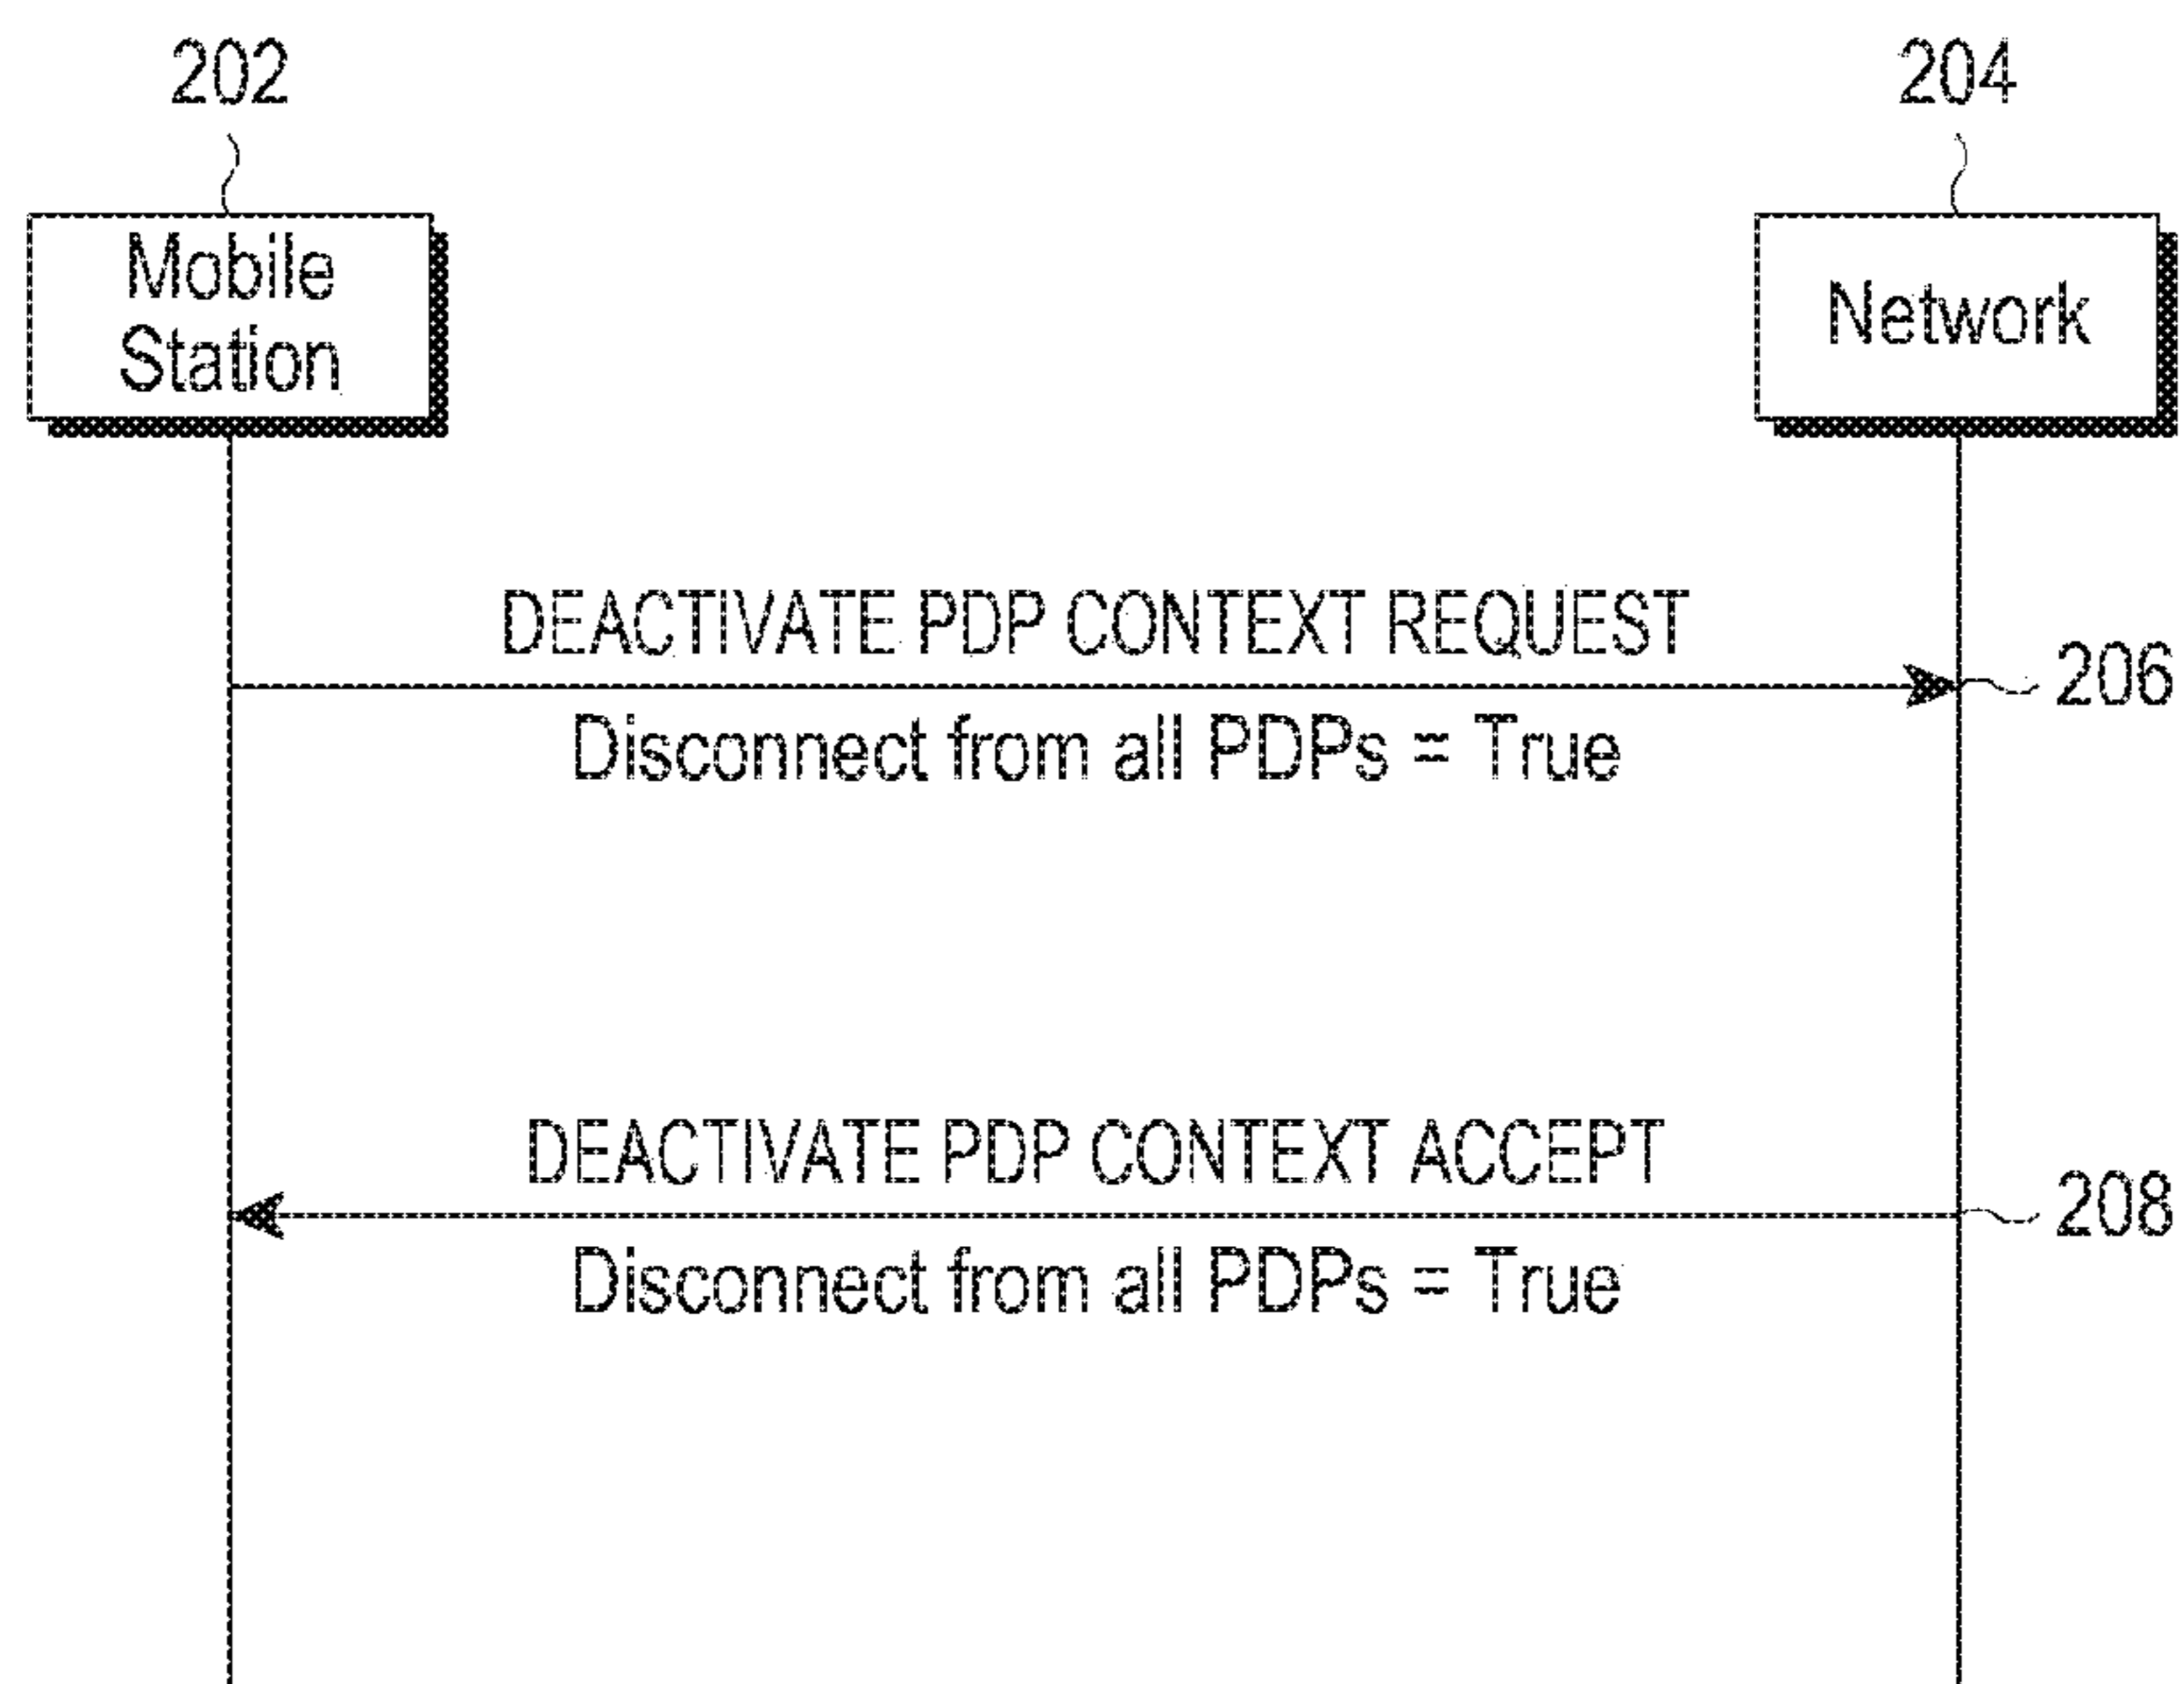 202
204
Mobile
Station
Network
DEACTIVATE PDP CONTEXT REQUEST
206
Disconnect from all PDPs = True
DEACTIVATE PDP CONTEXT ACCEPT
208
Disconnect from all PDPs = True